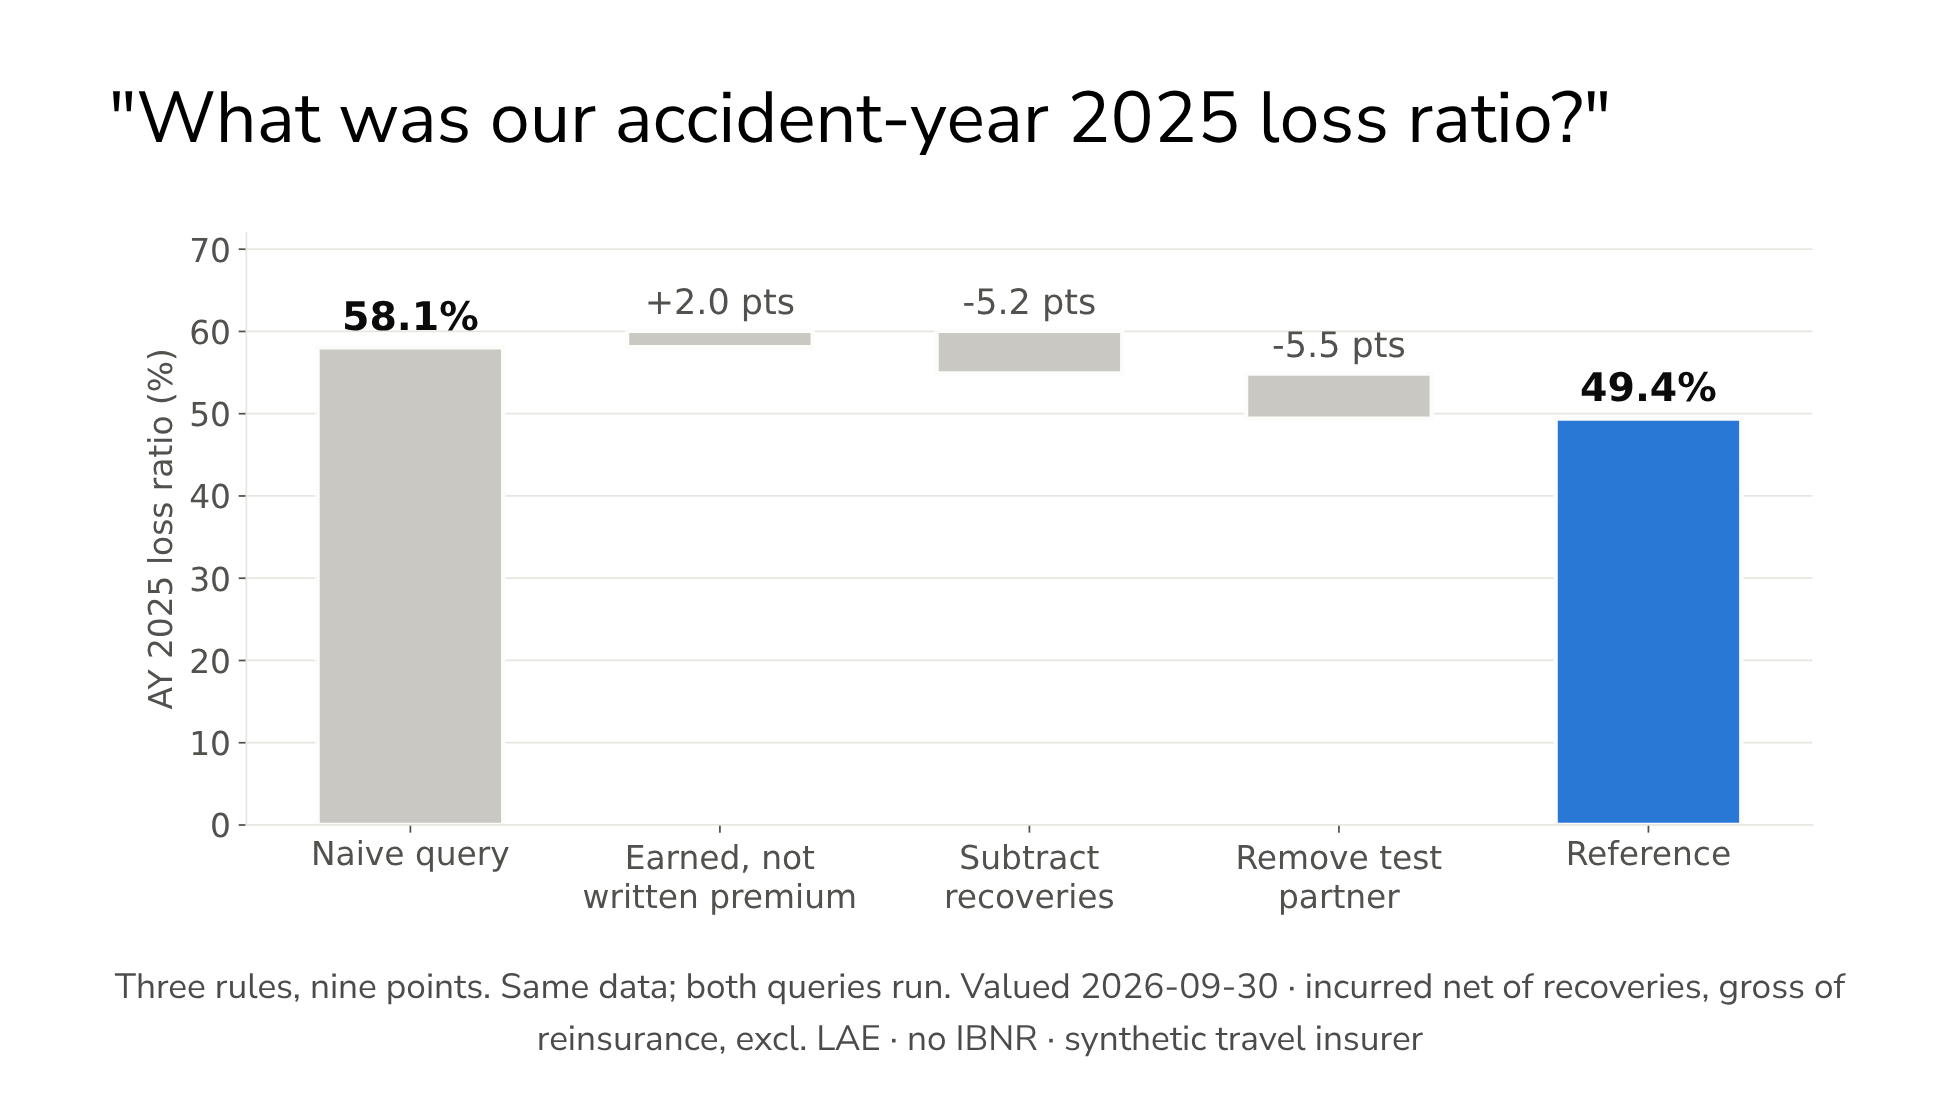 "What was our accident-year 2025 loss ratio?"
AY 2025 loss ratio (%)
70
60
50
40
30
20
10
0
58.1%
+2.0 pts
-5.2 pts
-5.5 pts
49.4%
Naive query
Earned, not
written premium
Subtract
recoveries
Remove test
partner
Reference
Three rules, nine points. Same data; both queries run. Valued 2026-09-30 · incurred net of recoveries, gross of
reinsurance, excl. LAE · no IBNR · synthetic travel insurer